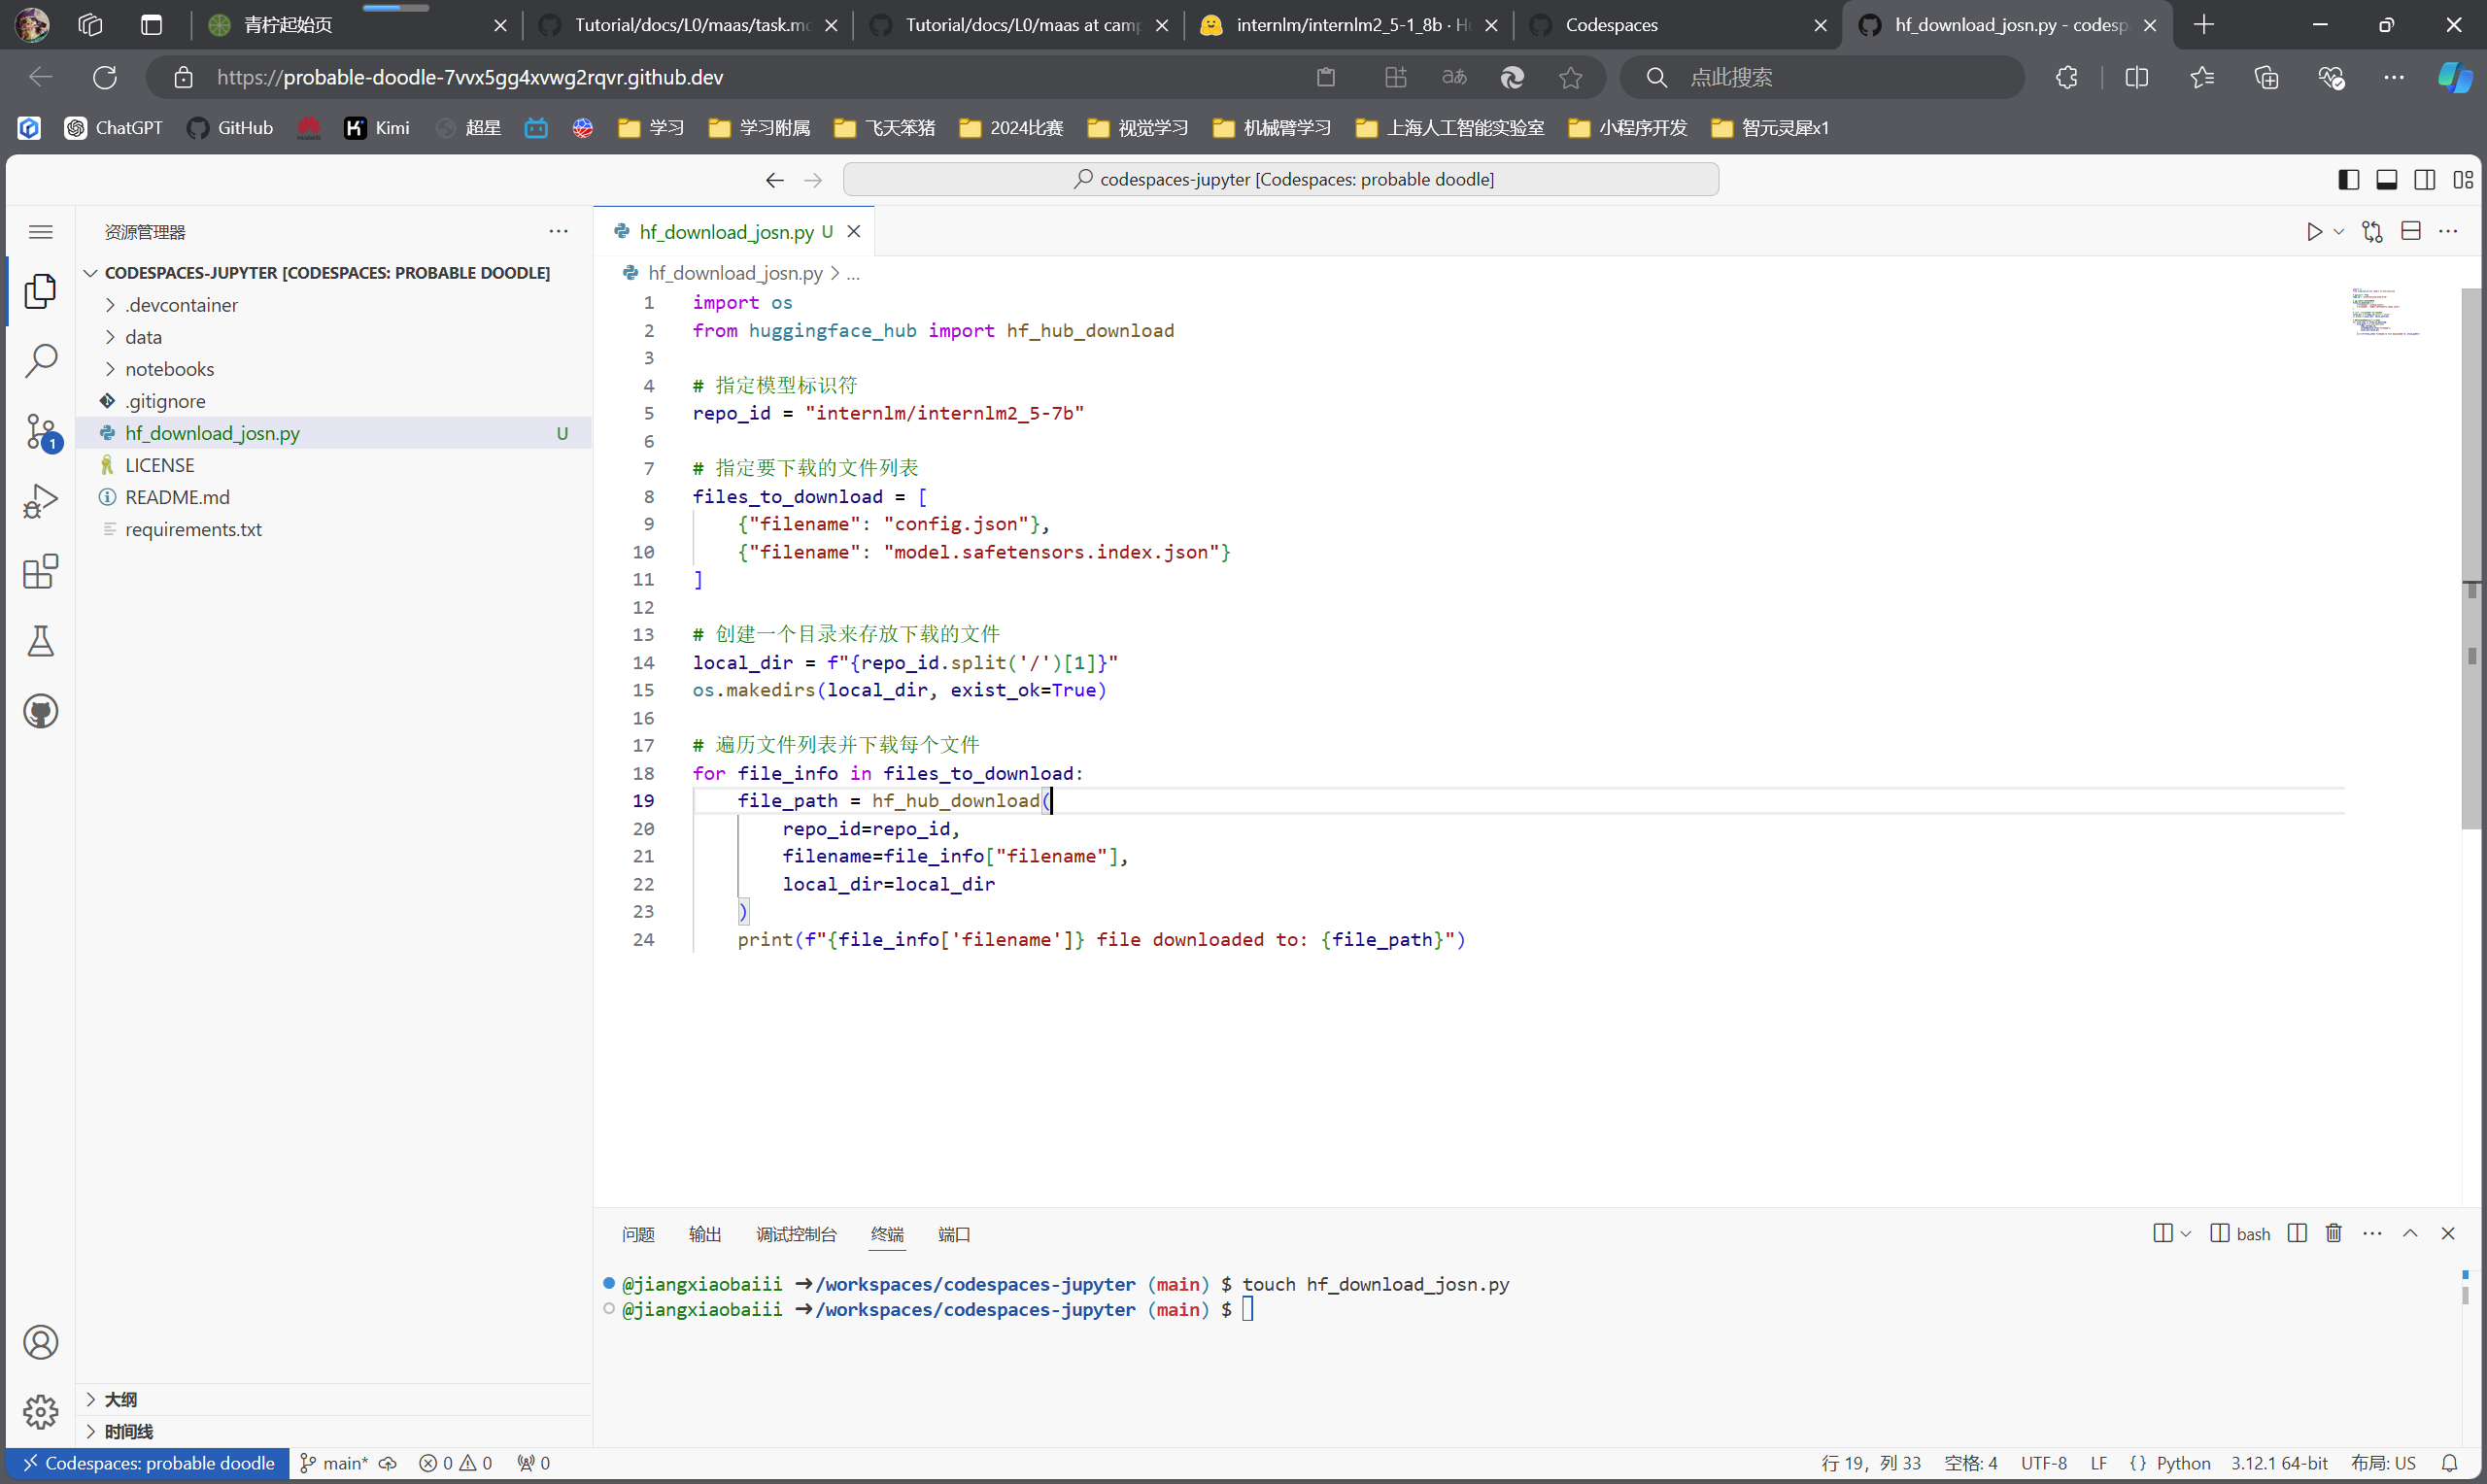 青柠起始页
Tutorial/docs/L0/maas/task.mc
Tutorial/docs/L0/maas at camp
internlm/internlm2_5-1_8b · Hu
Codespaces
hf_download_josn.py - codesp
https://probable-doodle-7vvx5gg4xvwg2rqvr.github.dev
点此搜索
ChatGPT
GitHub
Kimi
超星
学习
学习附属
飞天笨猪
2024比赛
视觉学习
机械臂学习
上海人工智能实验室
小程序开发
智元灵犀x1
codespaces-jupyter [Codespaces: probable doodle]
资源管理器
CODESPACES-JUPYTER [CODESPACES: PROBABLE DOODLE]
.devcontainer
data
notebooks
.gitignore
hf_download_josn.py U
LICENSE
README.md
requirements.txt
大纲
时间线
1
hf_download_josn.py U
hf_download_josn.py > ...
1 import os
2 from huggingface_hub import hf_hub_download
3
4 # 指定模型标识符
5 repo_id = "internlm/internlm2_5-7b"
6
7 # 指定要下载的文件列表
8 files_to_download = [
9     {"filename": "config.json"},
10     {"filename": "model.safetensors.index.json"}
11 ]
12
13 # 创建一个目录来存放下载的文件
14 local_dir = f"{repo_id.split('/')[1]}"
15 os.makedirs(local_dir, exist_ok=True)
16
17 # 遍历文件列表并下载每个文件
18 for file_info in files_to_download:
19     file_path = hf_hub_download(
20         repo_id=repo_id,
21         filename=file_info["filename"],
22         local_dir=local_dir
23     )
24     print(f"{file_info['filename']} file downloaded to: {file_path}")
问题 输出 调试控制台 终端 端口
bash
@jiangxiaobaiii ➜/workspaces/codespaces-jupyter (main) $ touch hf_download_josn.py
@jiangxiaobaiii ➜/workspaces/codespaces-jupyter (main) $
Codespaces: probable doodle main* 0 0 0
行 19，列 33 空格: 4 UTF-8 LF {} Python 3.12.1 64-bit 布局: US